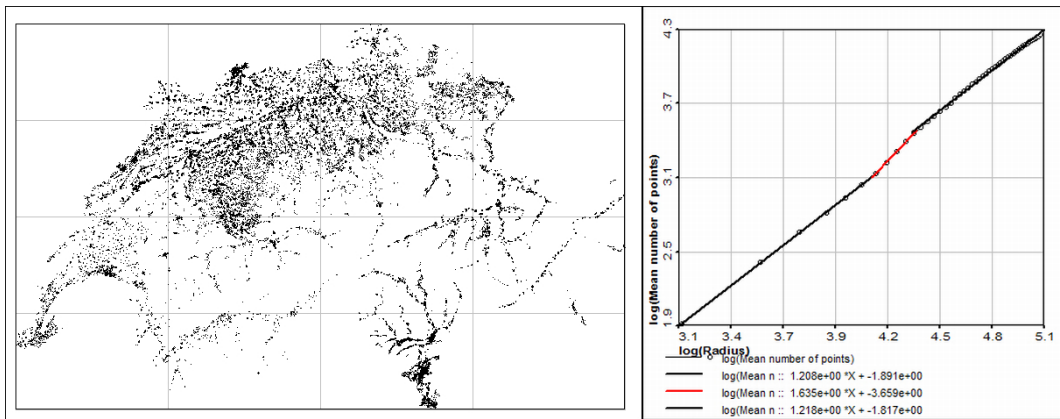 4.3
3.7
3.1
2.5
1.9
log(Mean number of points)
3.1 3.4 3.7 3.9 4.2 4.5 4.8 5.1
log(Radius)
log(Mean number of points)
log(Mean n :: 1.208e+00 *X + -1.891e+00
log(Mean n :: 1.635e+00 *X + -3.659e+00
log(Mean n :: 1.218e+00 *X + -1.817e+00